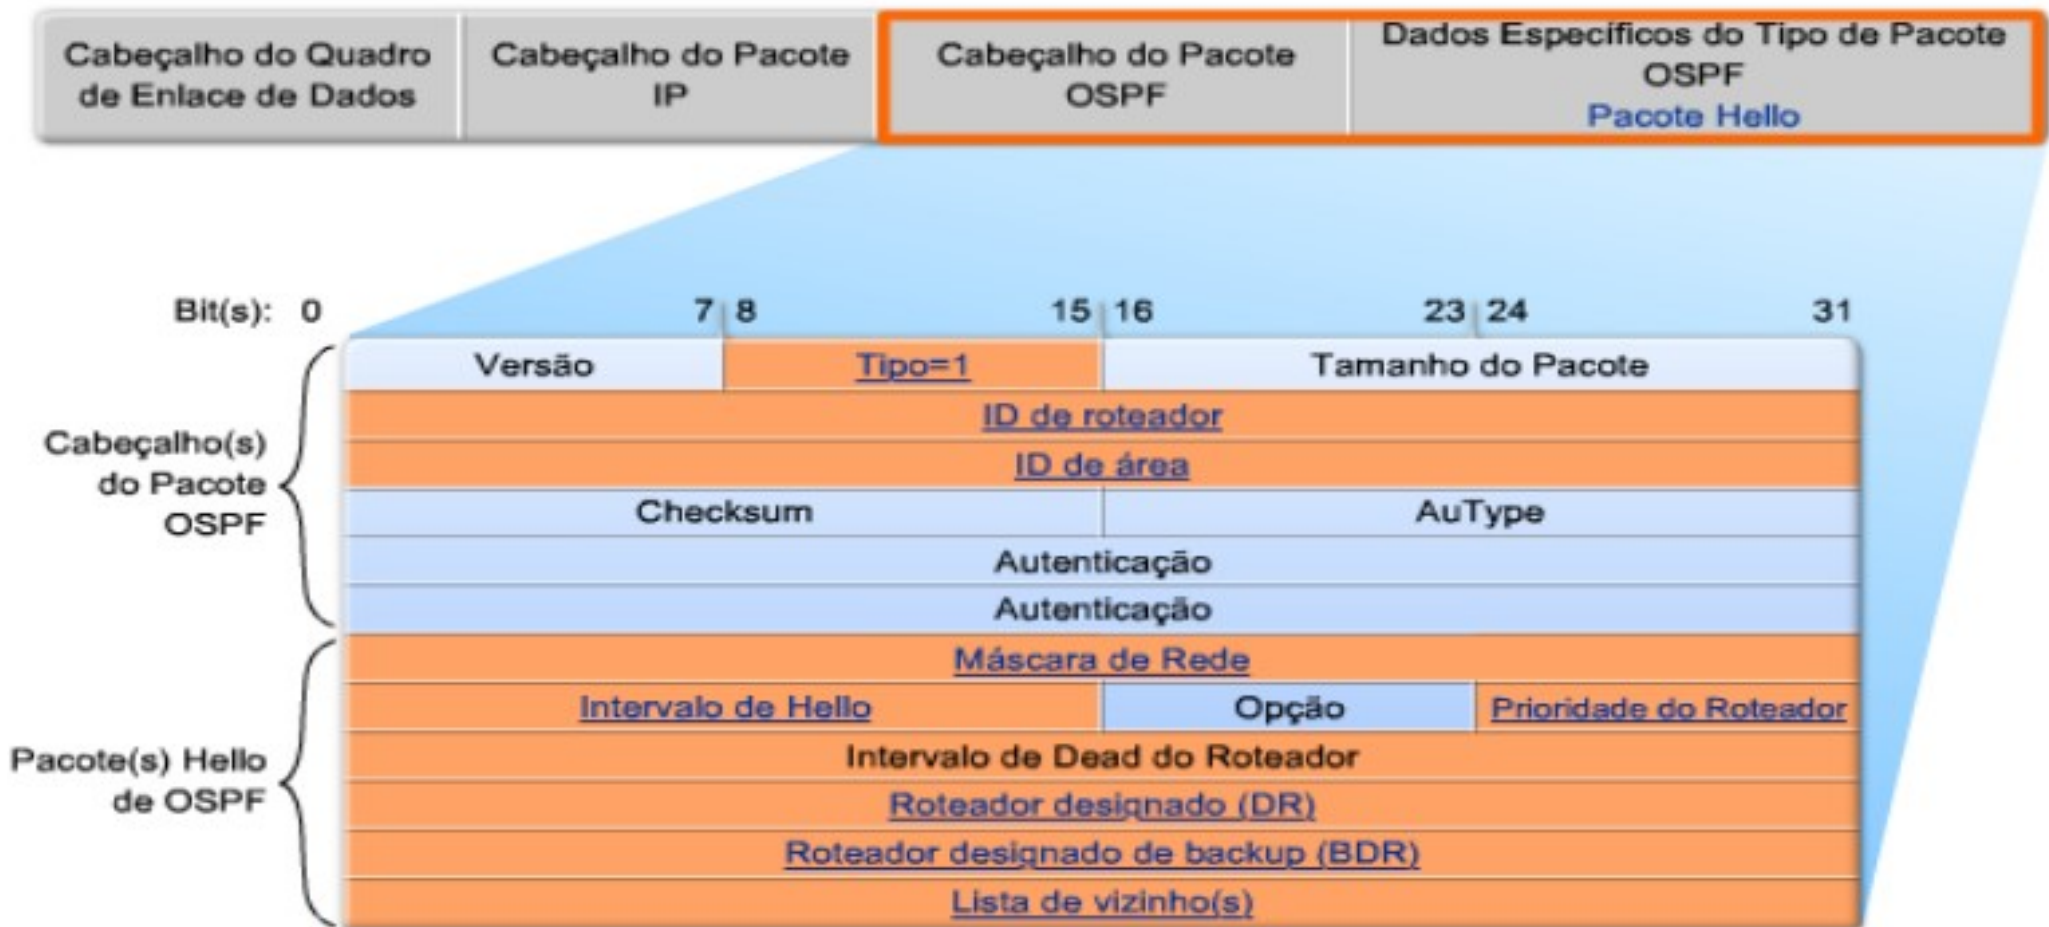 Cabeçalho do Quadro
de Enlace de Dados
Cabeçalho do Pacote
IP
Cabeçalho do Pacote
OSPF
Dados Específicos do Tipo de Pacote
OSPF
Pacote Hello
Bit(s): 0 7 8 15 16 23 24 31
Cabeçalho(s)
do Pacote
OSPF
Versão Tipo=1 Tamanho do Pacote
ID de roteador
ID de área
Checksum AuType
Autenticação
Autenticação
Pacote(s) Hello
de OSPF
Máscara de Rede
Intervalo de Hello Opção Prioridade do Roteador
Intervalo de Dead do Roteador
Roteador designado (DR)
Roteador designado de backup (BDR)
Lista de vizinho(s)